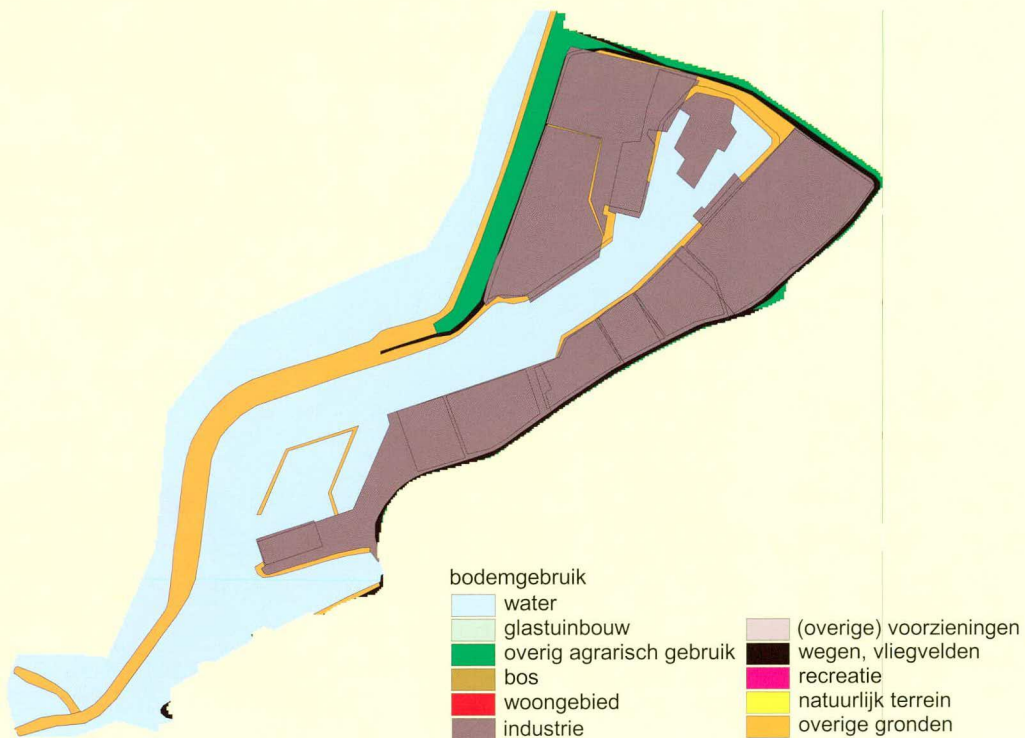 bodemgebruik
water
glastuinbouw
overig agrarisch gebruik
bos
woongebied
industrie
(overige) voorzieningen
wegen, vliegvelden
recreatie
natuurlijk terrein
overige gronden